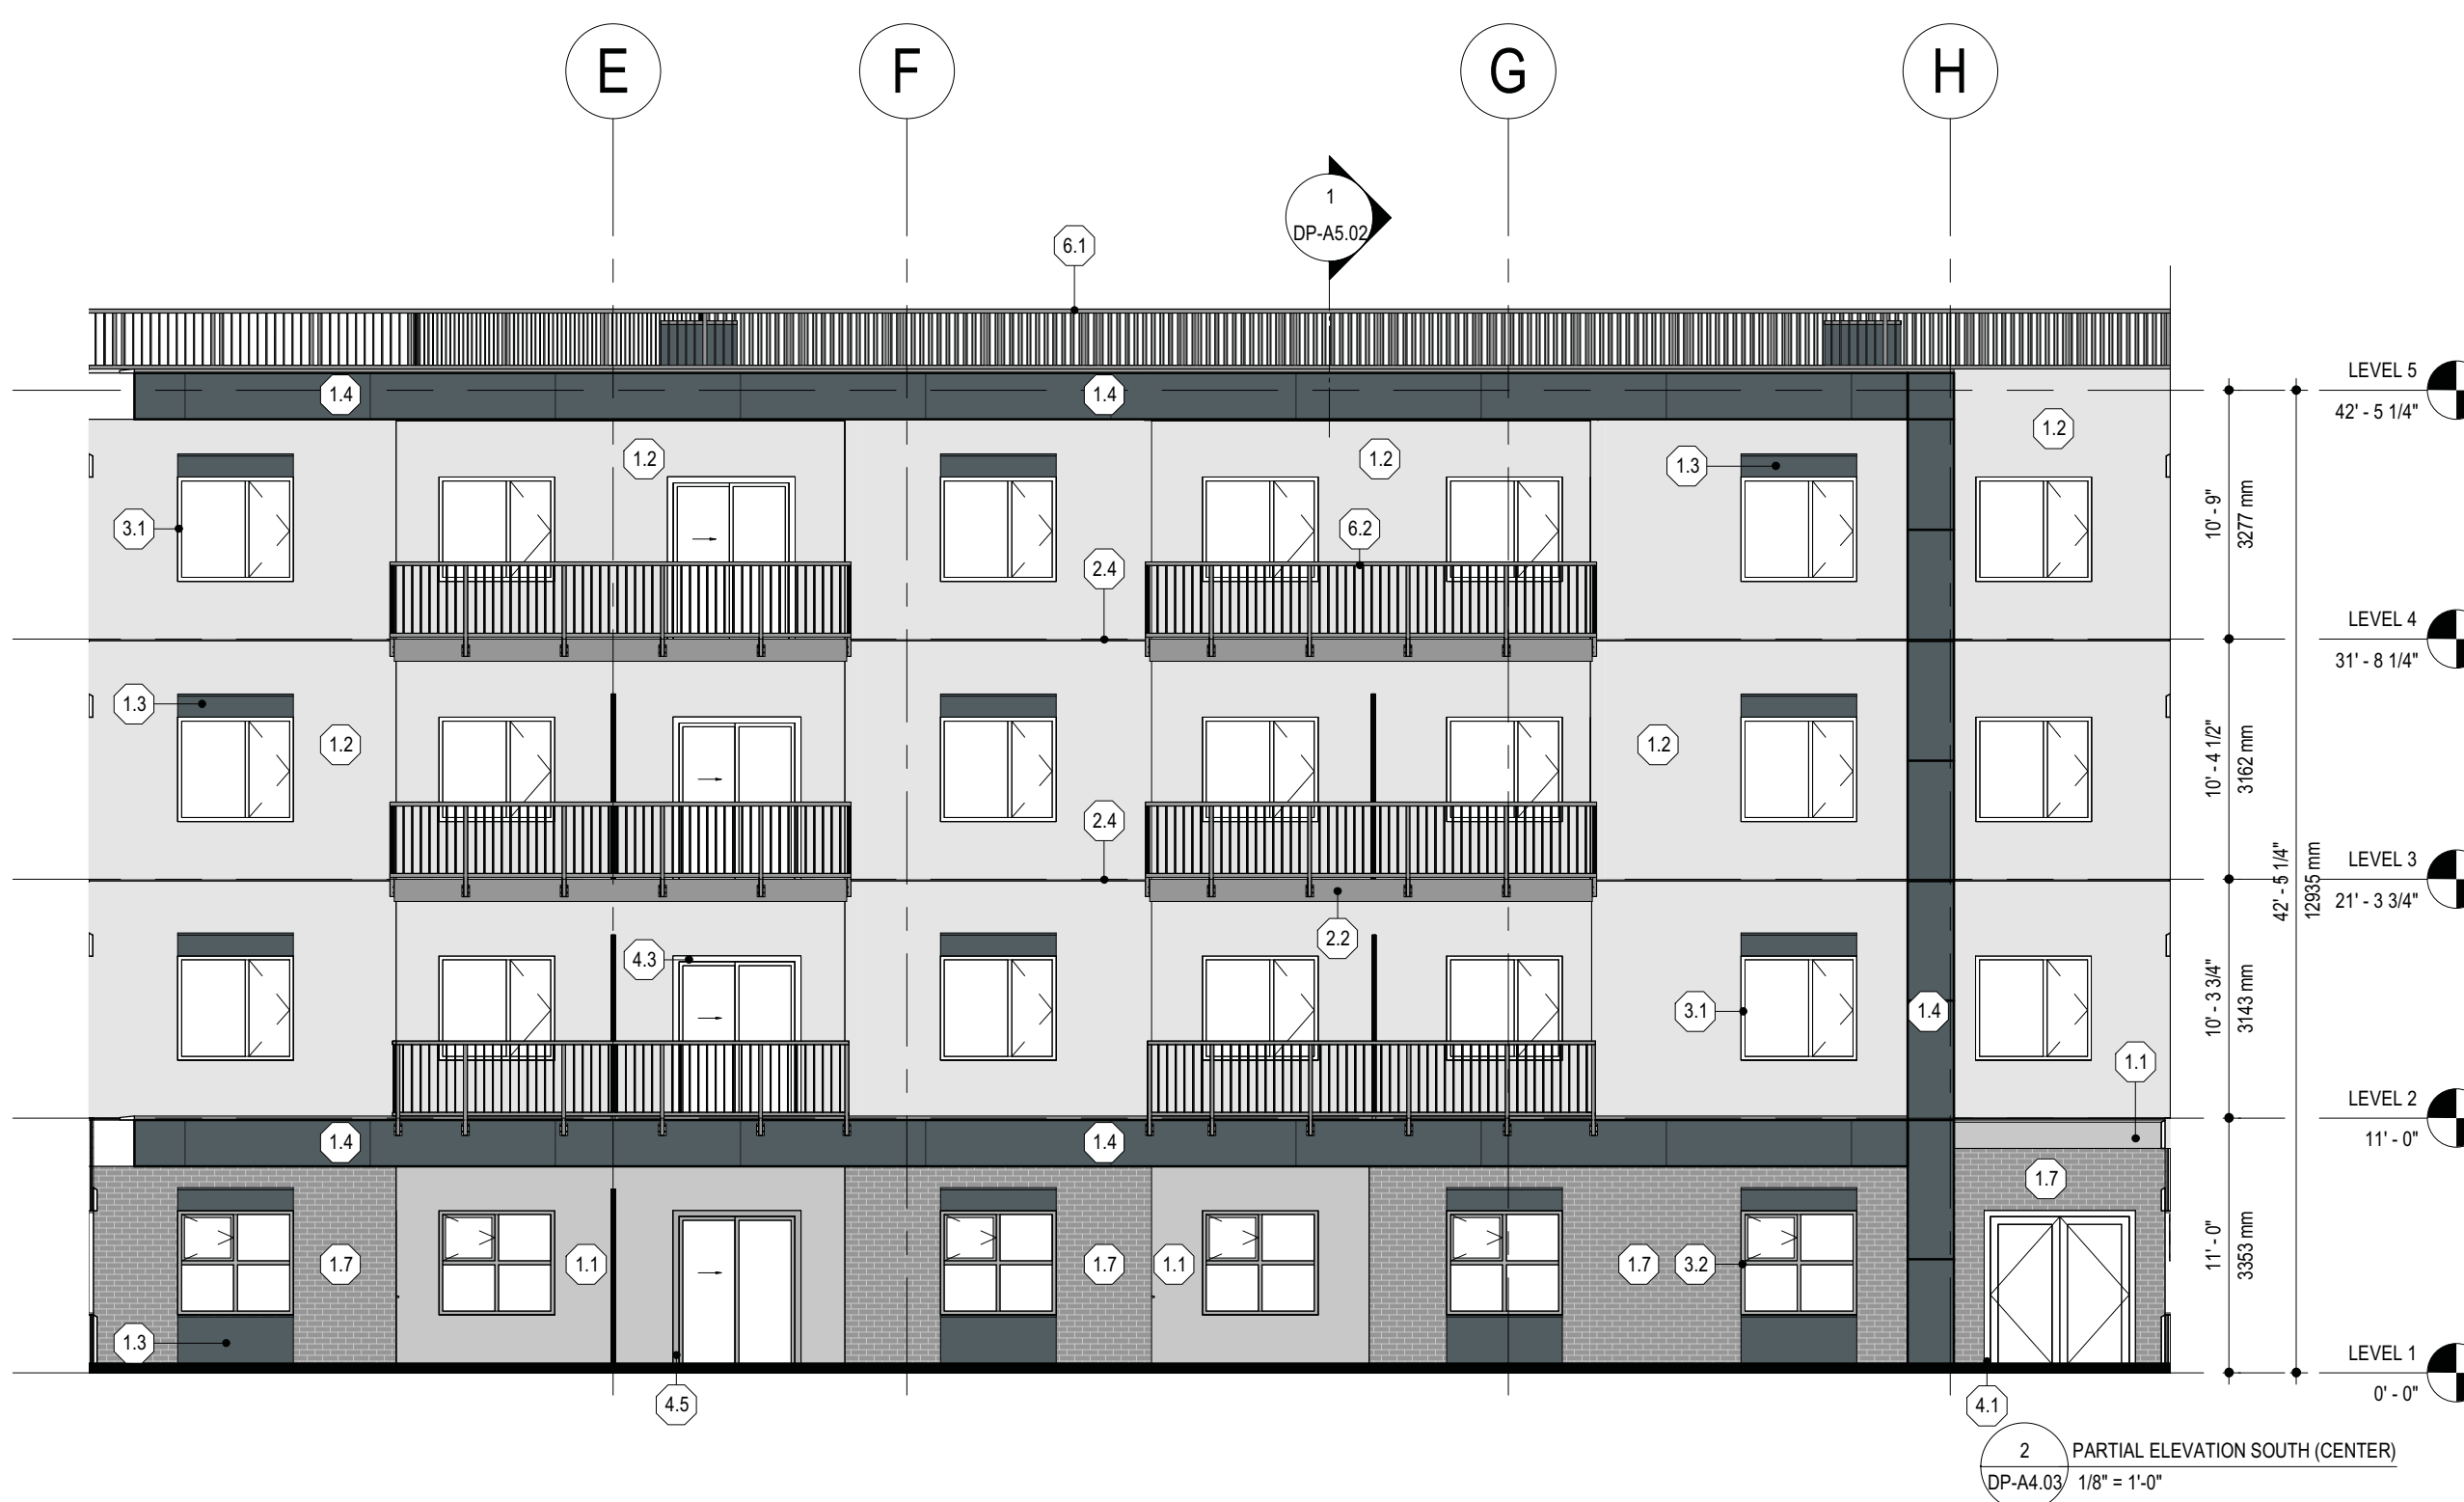 E
F
G
H
1
DP-A5.02
6.1
LEVEL 5
42' - 5 1/4"
1.4
1.4
1.2
1.2
1.3
1.2
3.1
6.2
2.4
10' - 9"
3277 mm
LEVEL 4
31' - 8 1/4"
1.3
1.2
1.2
2.4
10' - 4 1/2"
3162 mm
42' - 5 1/4"
12935 mm
LEVEL 3
21' - 3 3/4"
4.3
2.2
3.1
1.4
1.1
10' - 3 3/4"
3143 mm
LEVEL 2
11' - 0"
1.4
1.4
1.7
1.7
1.1
1.7
1.1
1.7
3.2
11' - 0"
3353 mm
1.3
LEVEL 1
0' - 0"
4.5
4.1
2
DP-A4.03
PARTIAL ELEVATION SOUTH (CENTER)
1/8" = 1'-0"